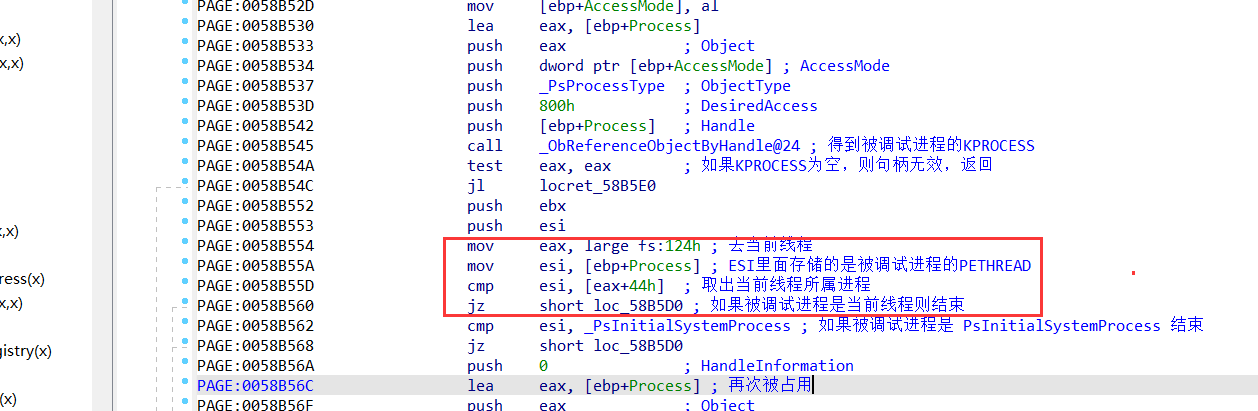 x,x)
x,x)
x,x)
ress(x)
x,x)
gistry(x)
(x)
PAGE:0058B52D mov [ebp+AccessMode], al
PAGE:0058B530 lea eax, [ebp+Process]
PAGE:0058B533 push eax ; Object
PAGE:0058B534 push dword ptr [ebp+AccessMode] ; AccessMode
PAGE:0058B537 push _PsProcessType ; ObjectType
PAGE:0058B53D push 800h ; DesiredAccess
PAGE:0058B542 push [ebp+Process] ; Handle
PAGE:0058B545 call _ObReferenceObjectByHandle@24 ; 得到被调试进程的KPROCESS
PAGE:0058B54A test eax, eax ; 如果KPROCESS为空，则句柄无效，返回
PAGE:0058B54C jl locret_58B5E0
PAGE:0058B552 push ebx
PAGE:0058B553 push esi
PAGE:0058B554 mov eax, large fs:124h ; 去当前线程
PAGE:0058B55A mov esi, [ebp+Process] ; ESI里面存储的是被调试进程的PETHREAD
PAGE:0058B55D cmp esi, [eax+44h] ; 取出当前线程所属进程
PAGE:0058B560 jz short loc_58B5D0 ; 如果被调试进程是当前线程则结束
PAGE:0058B562 cmp esi, _PsInitialSystemProcess ; 如果被调试进程是 PsInitialSystemProcess 结束
PAGE:0058B568 jz short loc_58B5D0
PAGE:0058B56A push 0 ; HandleInformation
PAGE:0058B56C lea eax, [ebp+Process] ; 再次被占用
PAGE:0058B56F push eax ; Object